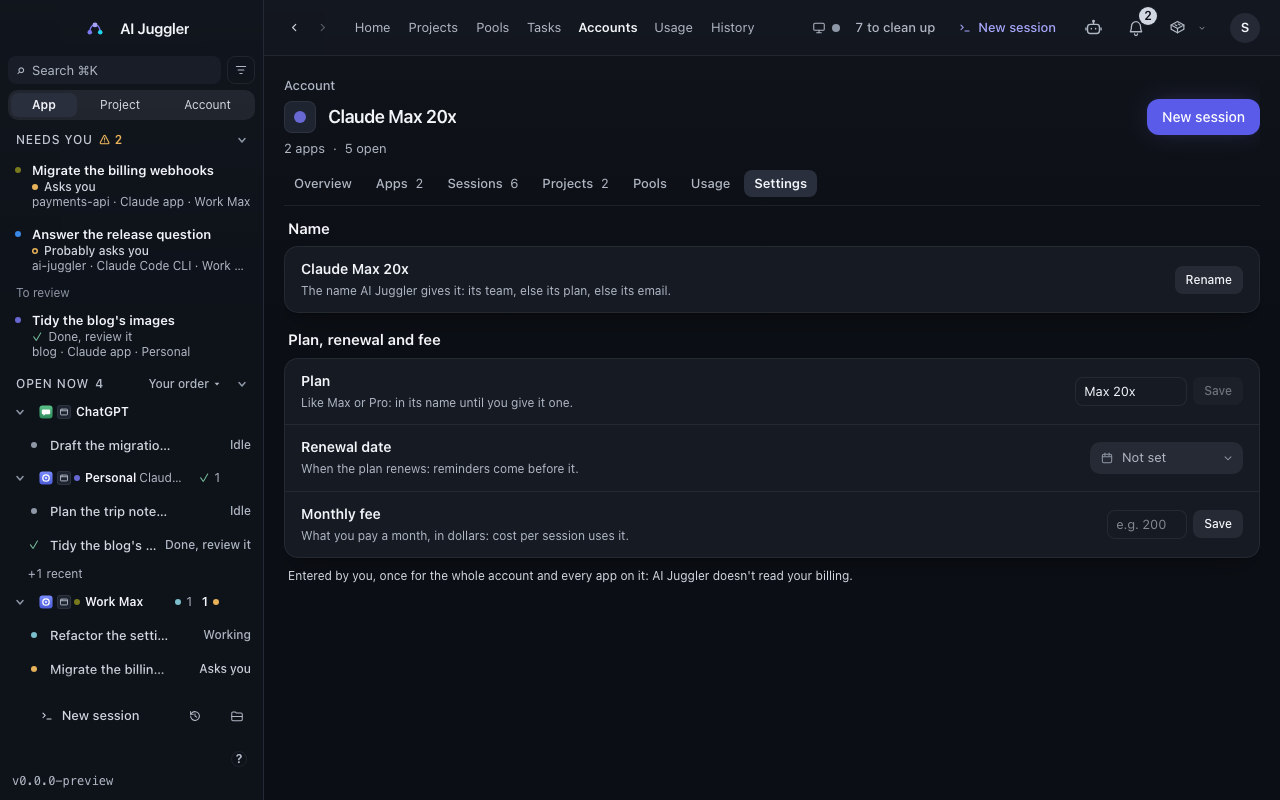 AI Juggler
Search ⌘K
App Project Account
NEEDS YOU 2
Migrate the billing webhooks
Asks you
payments-api · Claude app · Work Max
Answer the release question
Probably asks you
ai-juggler · Claude Code CLI · Work ...
To review
Tidy the blog's images
Done, review it
blog · Claude app · Personal
OPEN NOW 4 Your order
ChatGPT
Draft the migratio... Idle
Personal Claud... 1
Plan the trip note... Idle
Tidy the blog's ... Done, review it
+1 recent
Work Max 1 1
Refactor the setti... Working
Migrate the billin... Asks you
New session
?
v0.0.0-preview
Home Projects Pools Tasks Accounts Usage History
7 to clean up
New session
2
S
Account
Claude Max 20x
New session
2 apps · 5 open
Overview Apps 2 Sessions 6 Projects 2 Pools Usage Settings
Name
Claude Max 20x
The name AI Juggler gives it: its team, else its plan, else its email.
Rename
Plan, renewal and fee
Plan
Like Max or Pro: in its name until you give it one.
Max 20x Save
Renewal date
When the plan renews: reminders come before it.
Not set
Monthly fee
What you pay a month, in dollars: cost per session uses it.
e.g. 200 Save
Entered by you, once for the whole account and every app on it: AI Juggler doesn't read your billing.